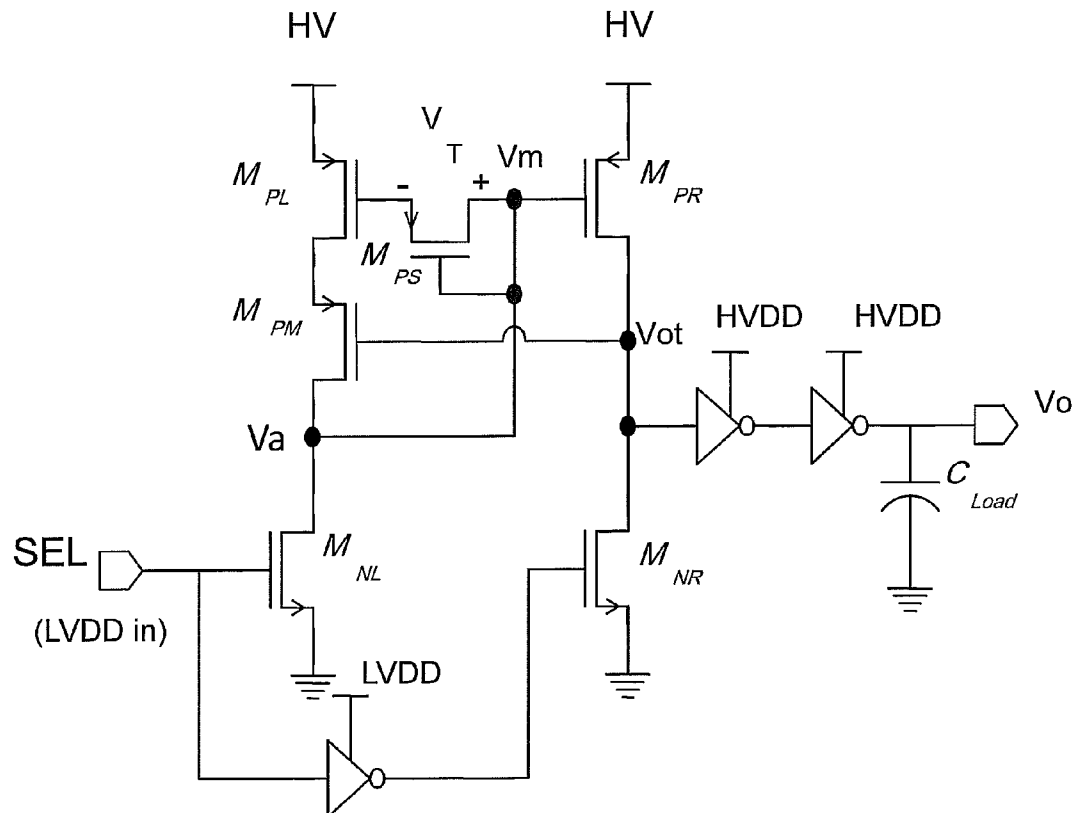 HV
HV
V T
Vm
M PL
- +
M PR
M PS
M PM
HVDD
HVDD
Vot
Vo
Va
C Load
SEL
M NL
M NR
(LVDD in)
LVDD